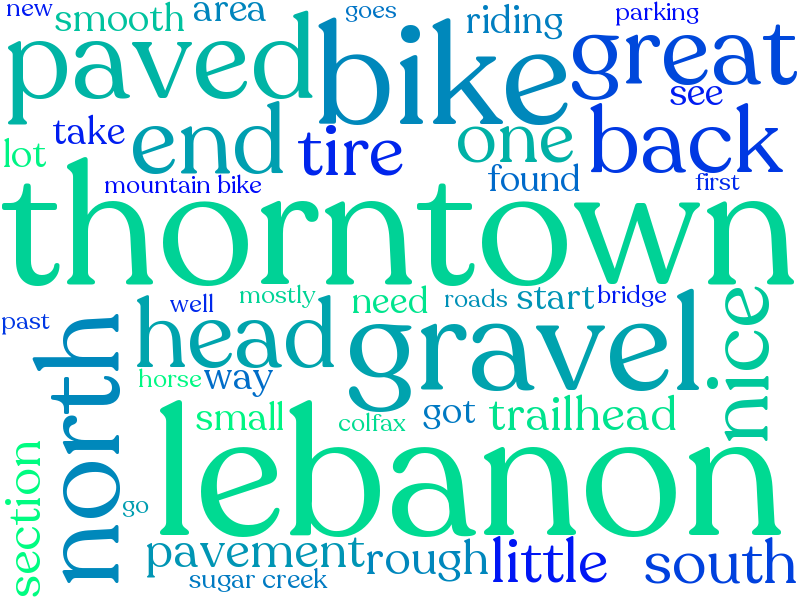 new
smooth
area
goes
riding
parking
paved
bike
great
see
take
end
tire
one
back
lot
mountain bike
found
first
thorntown
past
well
mostly
need
roads
start
bridge
north
head
gravel
nice
horse
way
small
colfax
got
trailhead
lebanon
section
go
pavement
rough
little
south
sugar creek